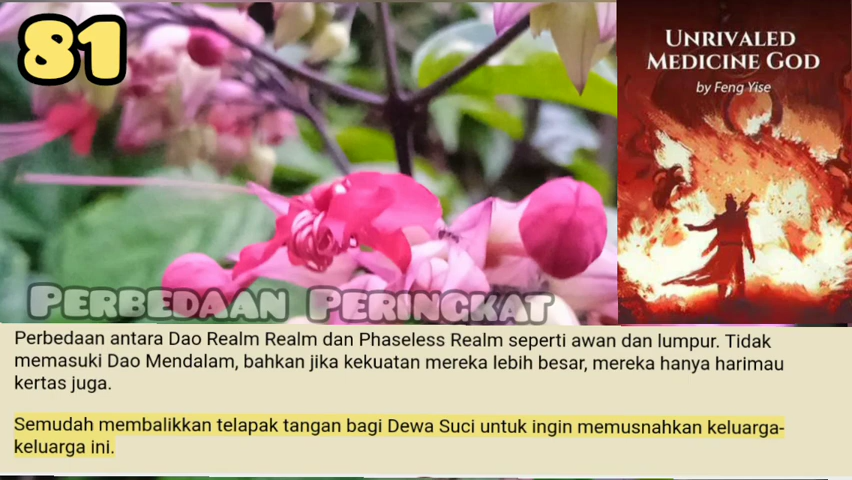 81
UNRIVALED
MEDICINE GOD
by Feng Yise
PERBEDAAN PERINGKAT
Perbedaan antara Dao Realm Realm dan Phaseless Realm seperti awan dan lumpur. Tidak
memasuki Dao Mendalam, bahkan jika kekuatan mereka lebih besar, mereka hanya harimau
kertas juga.
Semudah membalikkan telapak tangan bagi Dewa Suci untuk ingin memusnahkan keluarga-
keluarga ini.